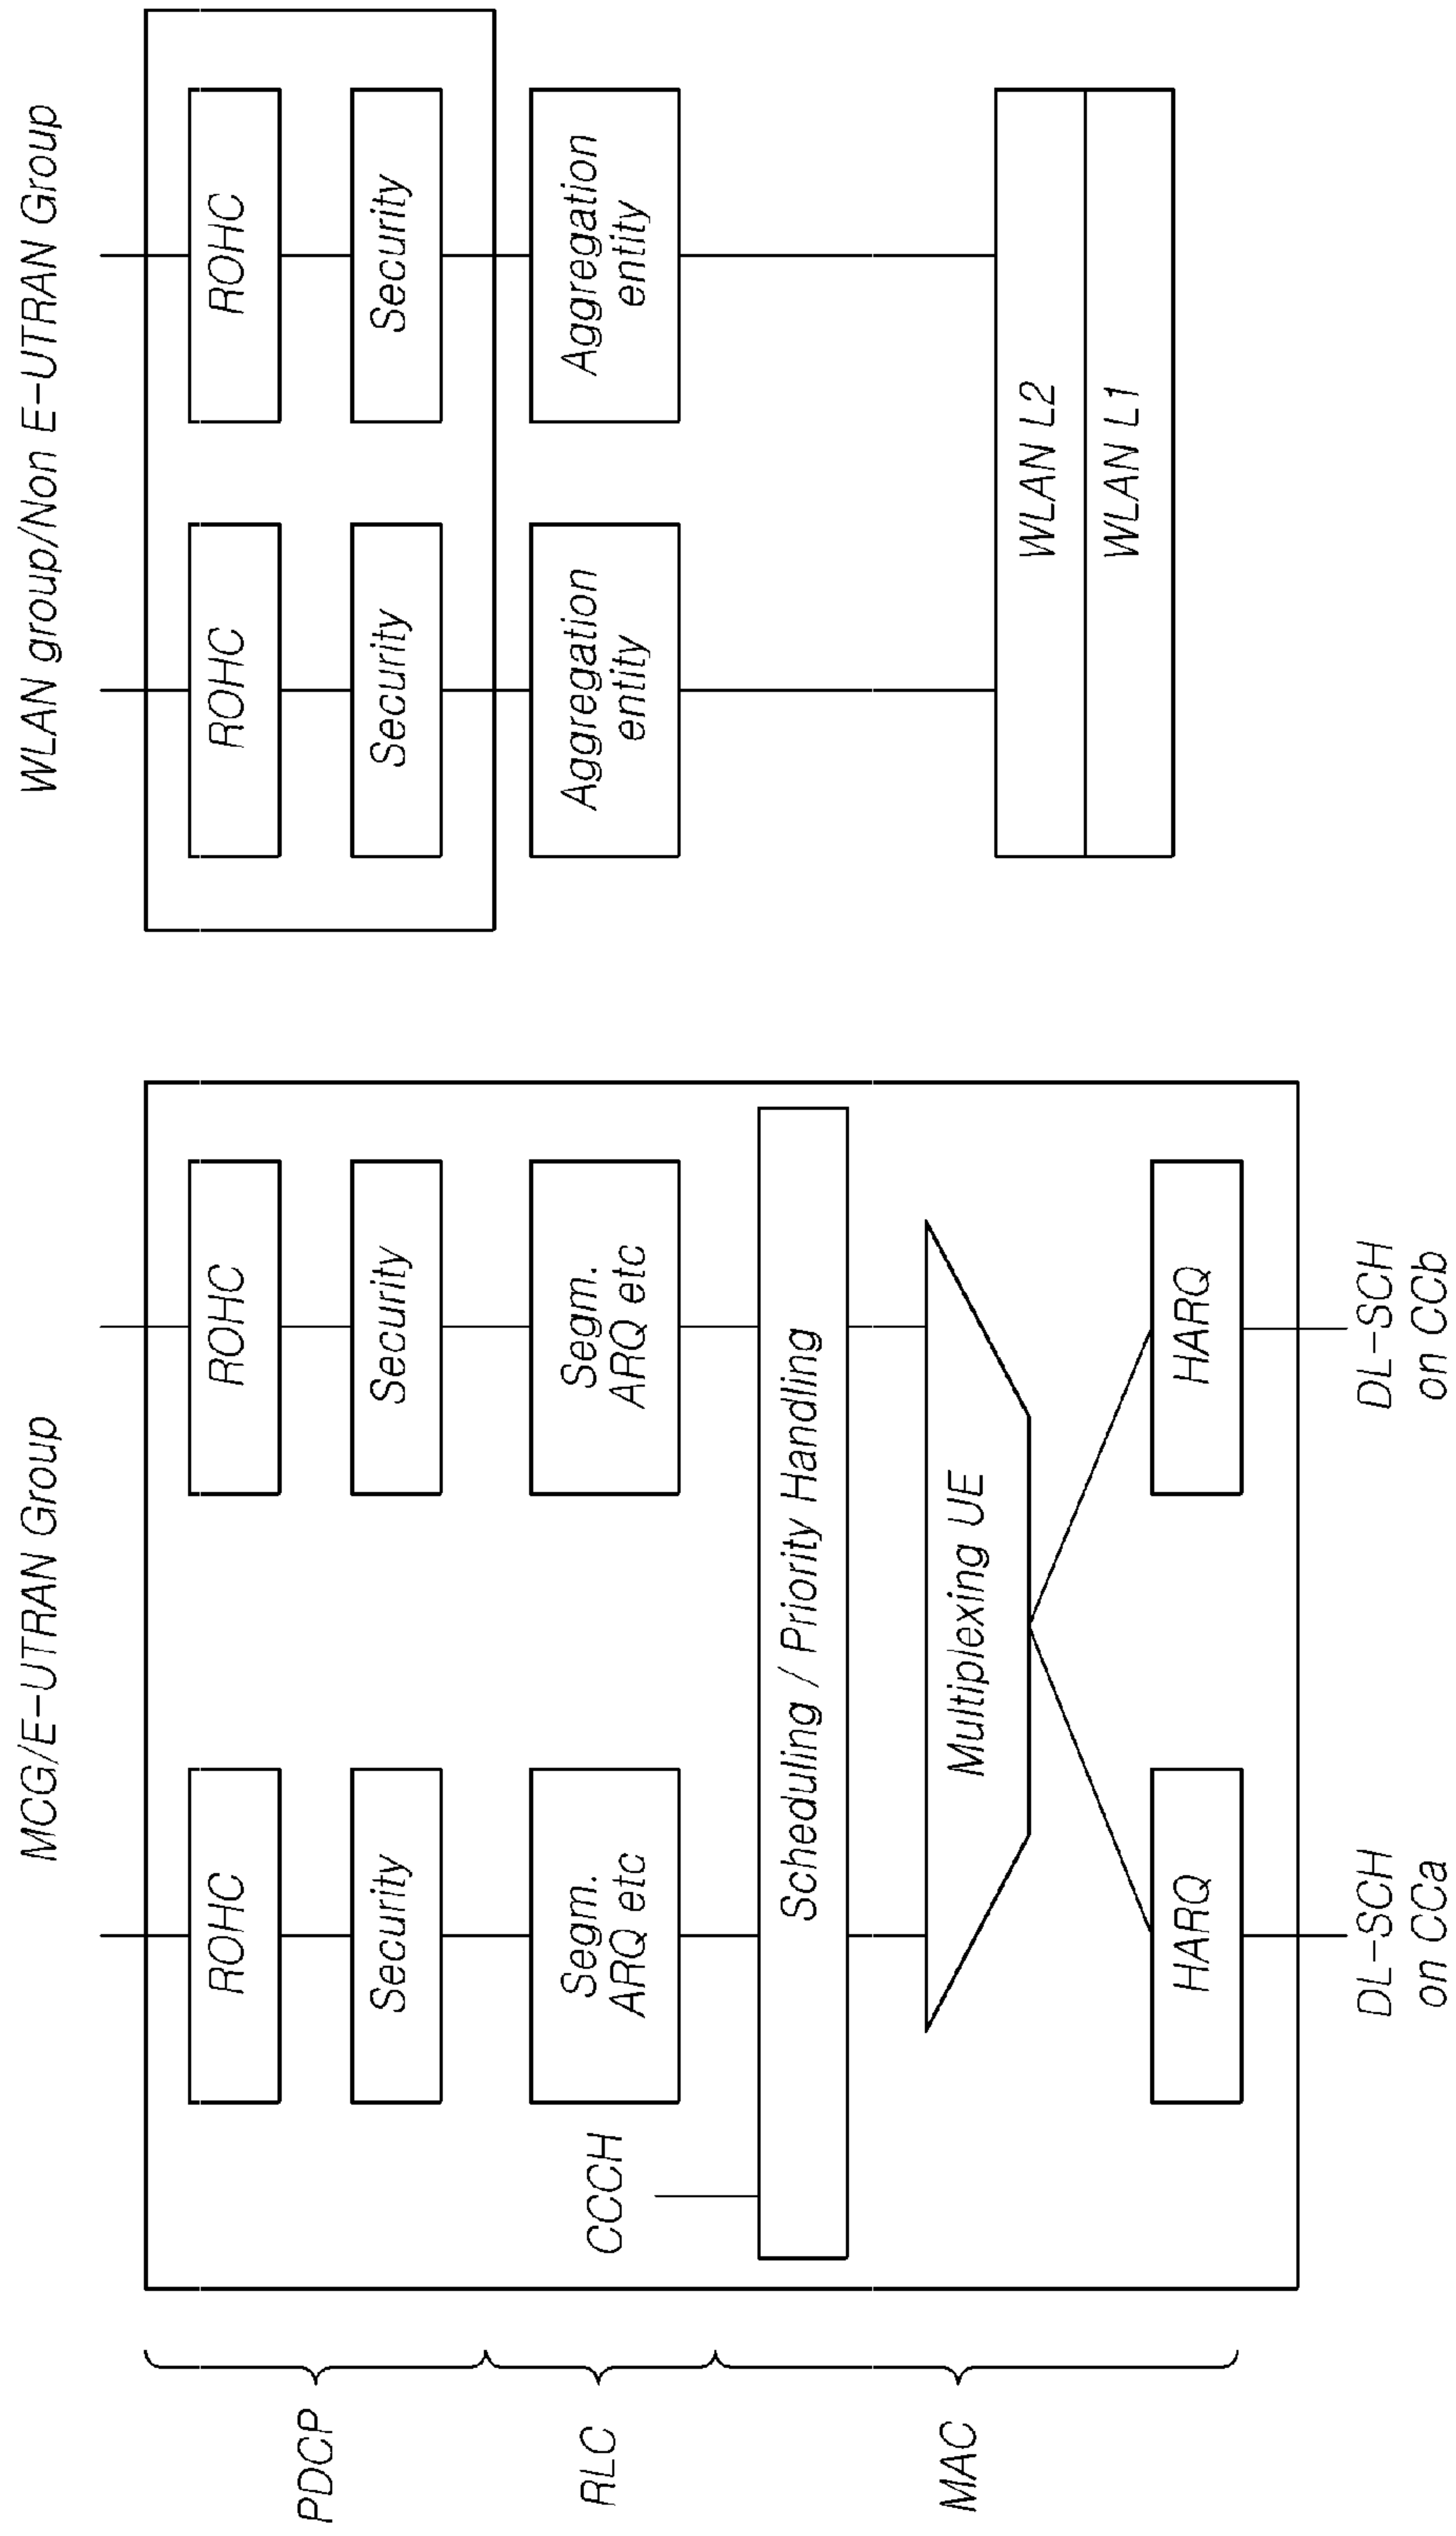 MCG/E-UTRAN Group
WLAN group/Non E-UTRAN Group
PDCP
ROHC
ROHC
ROHC
ROHC
Security
Security
Security
Security
RLC
CCCH
Segm.
ARQ etc
Segm.
ARQ etc
Aggregation
entity
Aggregation
entity
MAC
Scheduling / Priority Handling
Multiplexing UE
HARQ
HARQ
WLAN L2
WLAN L1
DL-SCH
on CCa
DL-SCH
on CCb